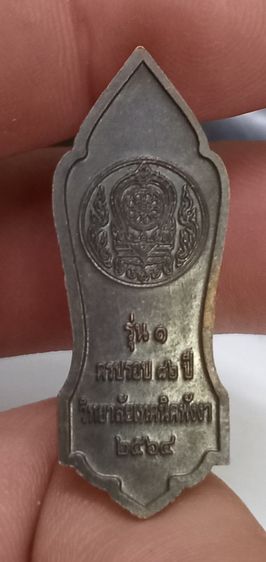 รุ่น ๑
ครบรอบ ๘๒ ปี
วิทยาลัยเทคนิคพังงา
๒๕๖๔